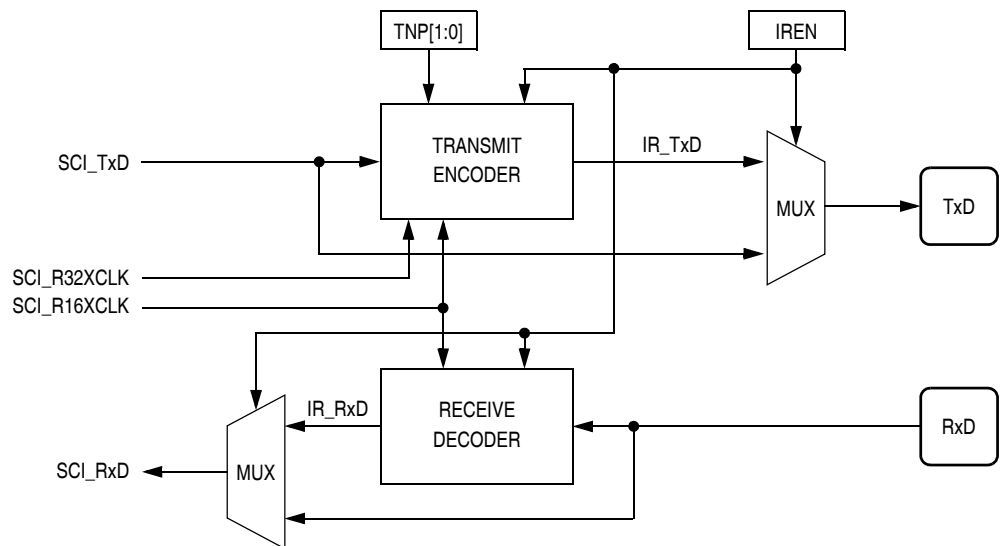 TNP[1:0]
IREN
SCI_TxD
TRANSMIT
ENCODER
IR_TxD
MUX
TxD
SCI_R32XCLK
SCI_R16XCLK
IR_RxD
RECEIVE
DECODER
RxD
SCI_RxD
MUX